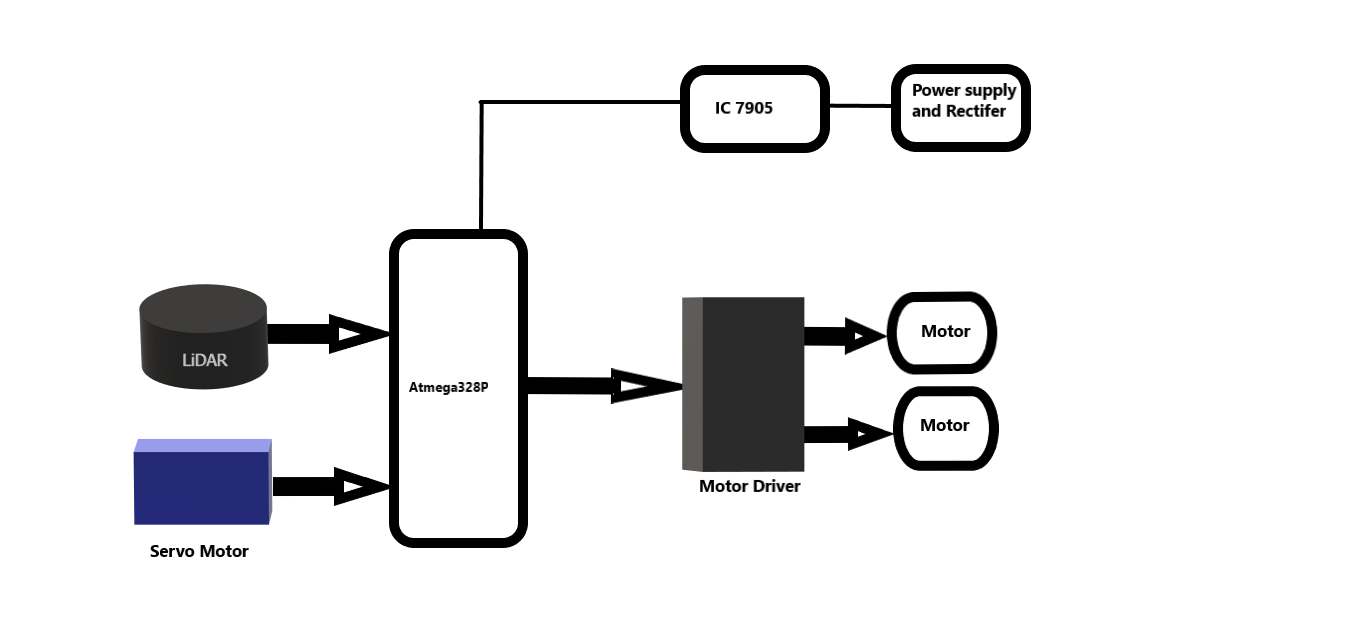 IC 7905
Power supply
and Rectifer
LiDAR
Atmega328P
Motor
Motor
Motor Driver
Servo Motor